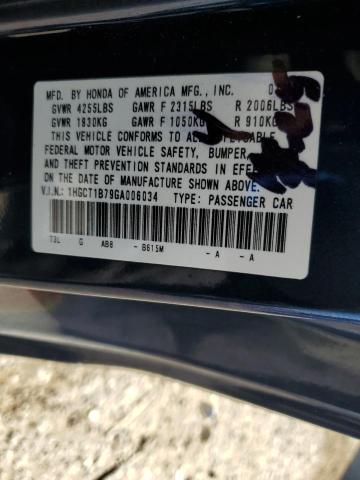 MFD. BY HONDA OF AMERICA MFG., INC. 0
GVWR 4255LBS GAWR F 2315LBS R 2006LBS
GVWR 1930KG GAWR F 1050KG R 910KG
THIS VEHICLE CONFORMS TO ALL APPLICABLE
FEDERAL MOTOR VEHICLE SAFETY, BUMPER,
AND THEFT PREVENTION STANDARDS IN EFFECT
ON THE DATE OF MANUFACTURE SHOWN ABOVE.
V.I.N.: 1HGCT1B79GA006034 TYPE: PASSENGER CAR
T3L G AB8 - B615M - A - A